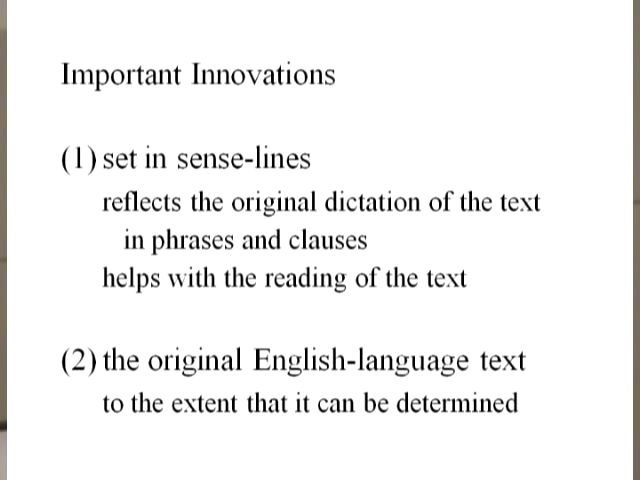 Important Innovations
(1) set in sense-lines
reflects the original dictation of the text
in phrases and clauses
helps with the reading of the text
(2) the original English-language text
to the extent that it can be determined